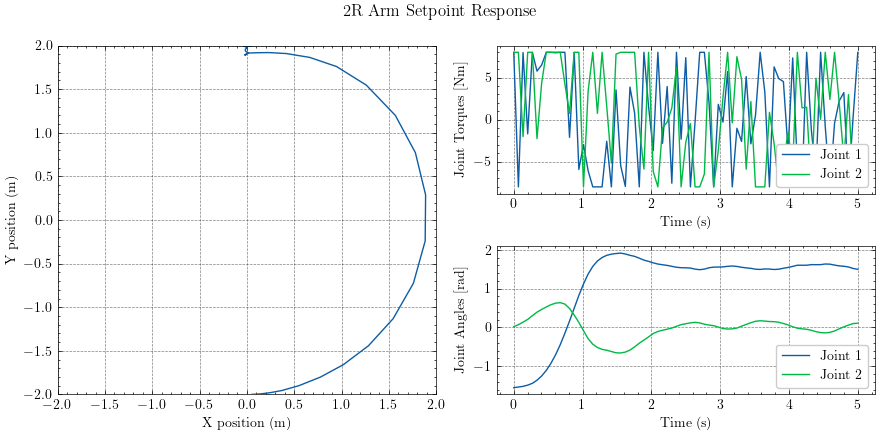 2R Arm Setpoint Response
Y position (m)
2.0
1.5
1.0
0.5
0.0
−0.5
−1.0
−1.5
−2.0
−2.0 −1.5 −1.0 −0.5 0.0 0.5 1.0 1.5 2.0
X position (m)
Joint Torques [Nm]
5
0
−5
Joint 1
Joint 2
0 1 2 3 4 5
Time (s)
Joint Angles [rad]
2
1
0
−1
Joint 1
Joint 2
0 1 2 3 4 5
Time (s)